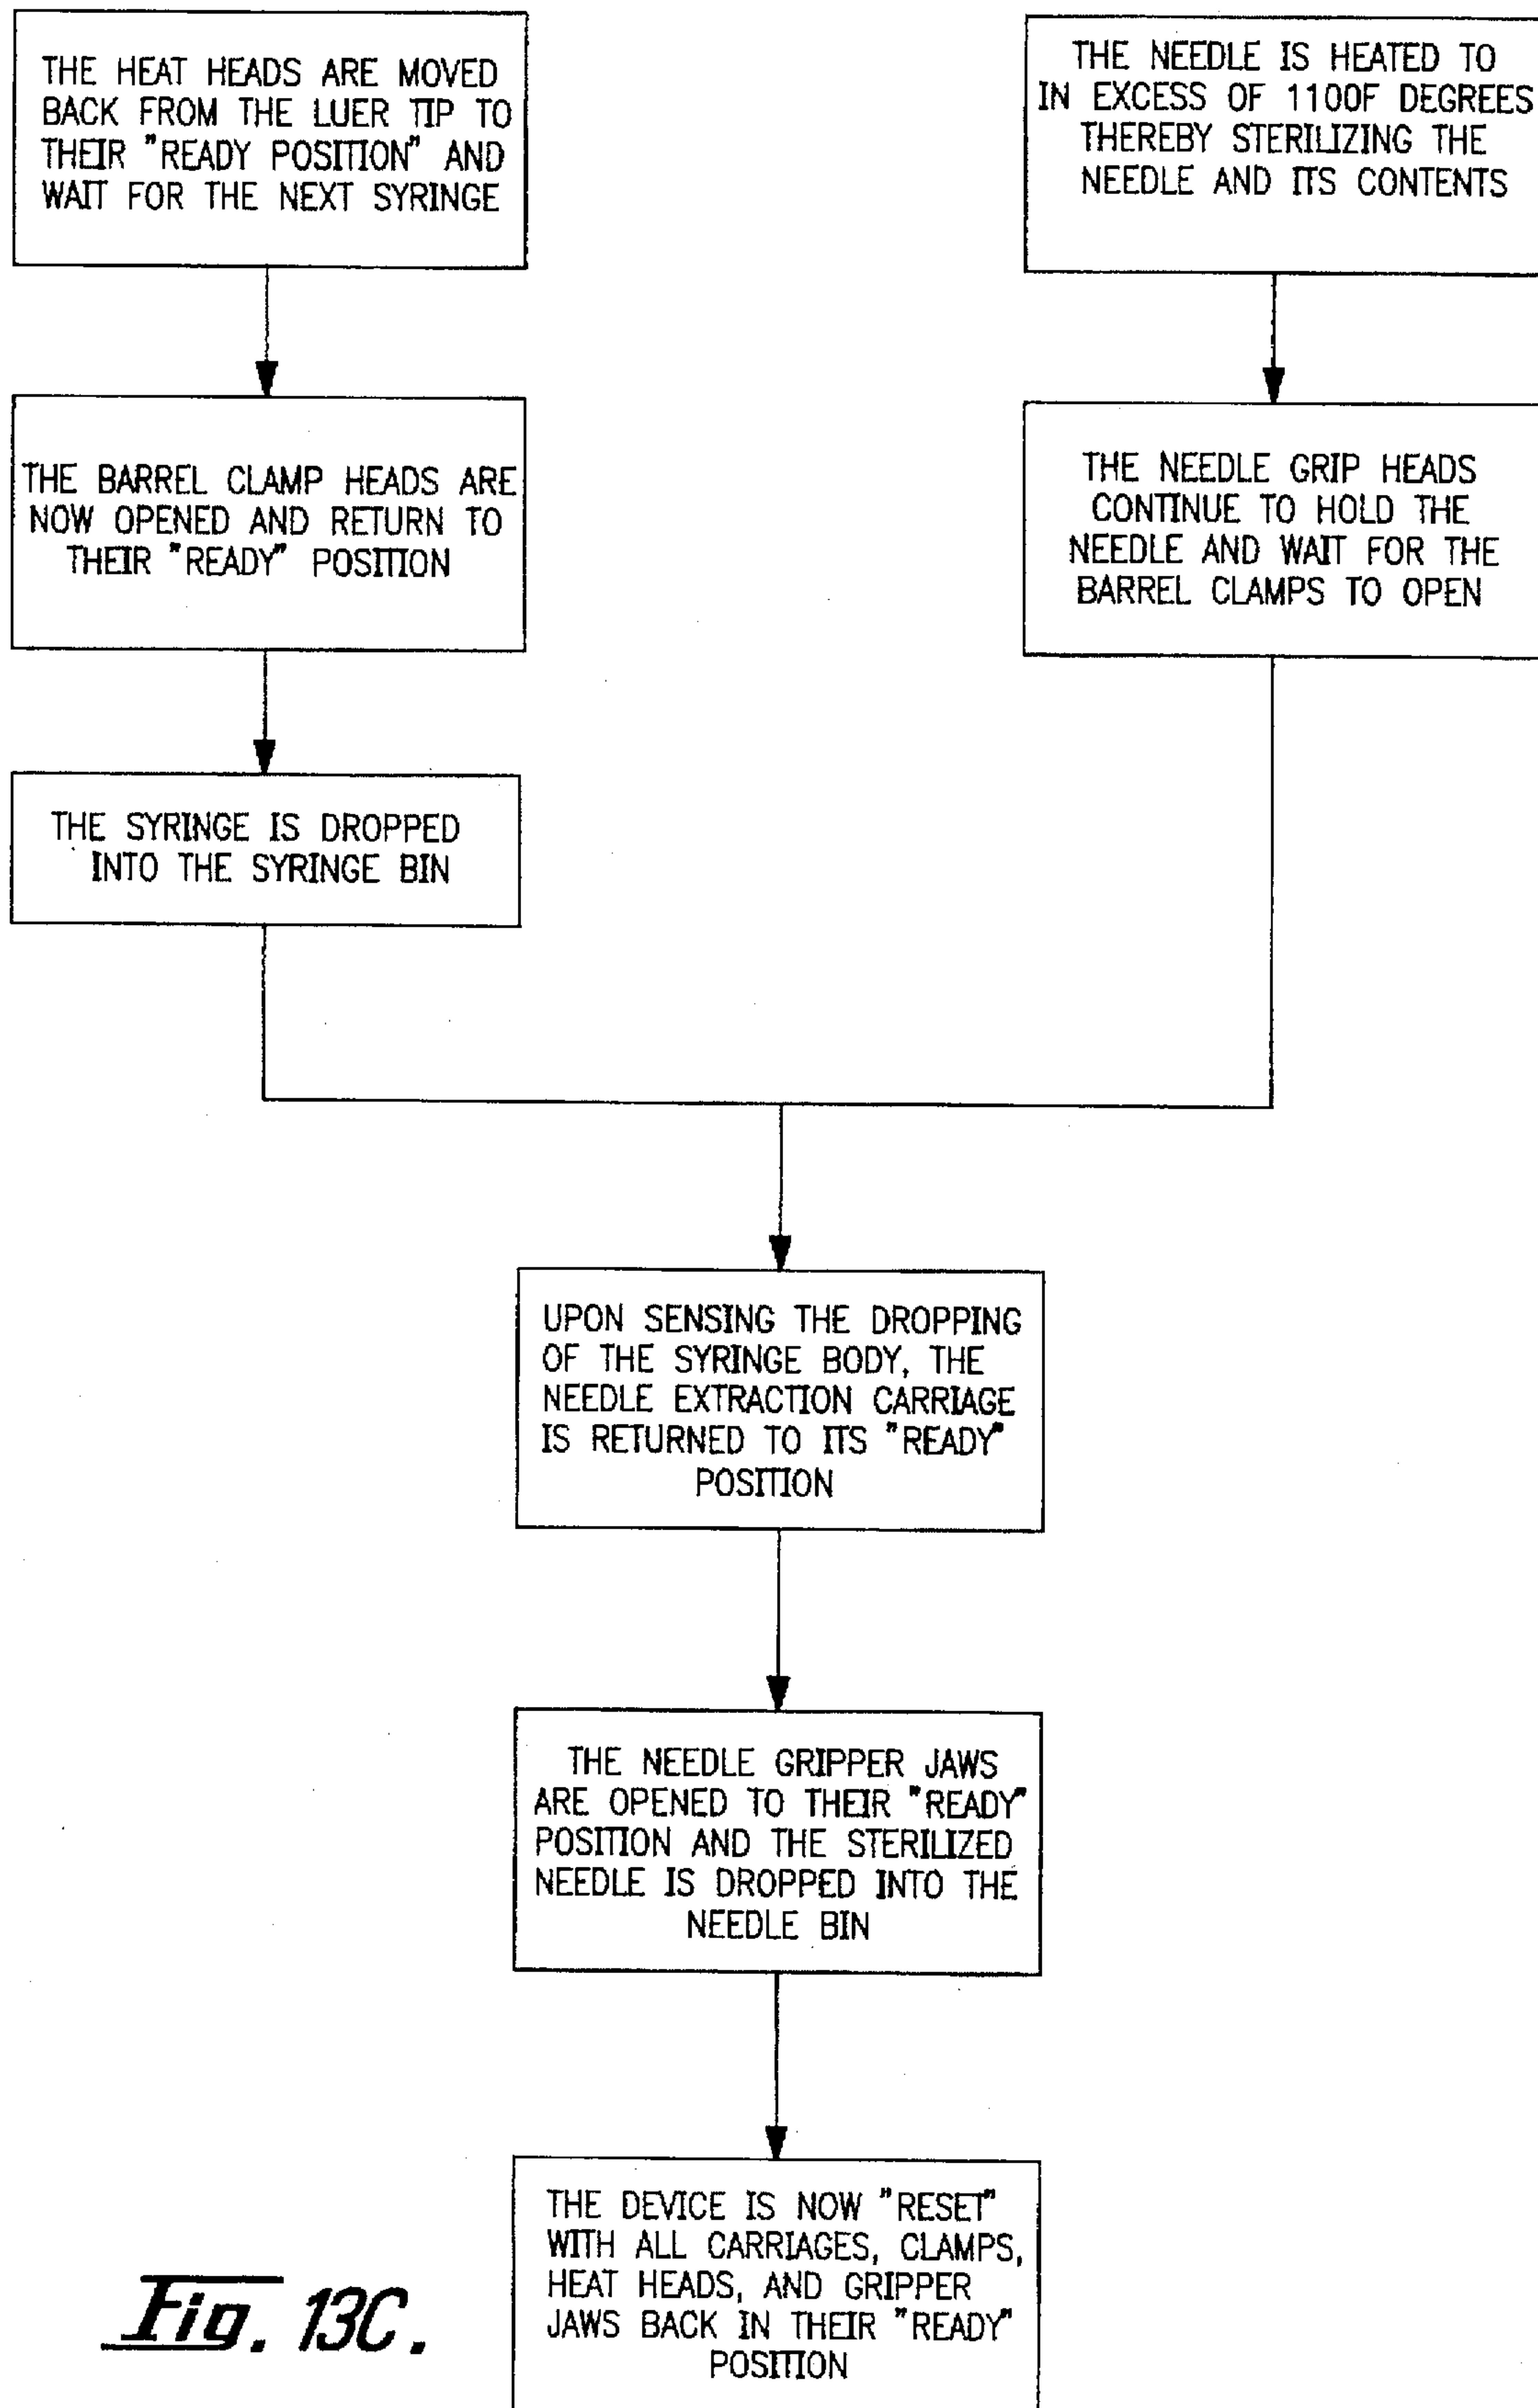 THE HEAT HEADS ARE MOVED
BACK FROM THE LUER TIP TO
THEIR "READY POSITION" AND
WAIT FOR THE NEXT SYRINGE
THE NEEDLE IS HEATED TO
IN EXCESS OF 1100F DEGREES
THEREBY STERILIZING THE
NEEDLE AND ITS CONTENTS
THE BARREL CLAMP HEADS ARE
NOW OPENED AND RETURN TO
THEIR "READY" POSITION
THE NEEDLE GRIP HEADS
CONTINUE TO HOLD THE
NEEDLE AND WAIT FOR THE
BARREL CLAMPS TO OPEN
THE SYRINGE IS DROPPED
INTO THE SYRINGE BIN
UPON SENSING THE DROPPING
OF THE SYRINGE BODY, THE
NEEDLE EXTRACTION CARRIAGE
IS RETURNED TO ITS "READY"
POSITION
THE NEEDLE GRIPPER JAWS
ARE OPENED TO THEIR "READY"
POSITION AND THE STERILIZED
NEEDLE IS DROPPED INTO THE
NEEDLE BIN
THE DEVICE IS NOW "RESET"
WITH ALL CARRIAGES, CLAMPS,
HEAT HEADS, AND GRIPPER
JAWS BACK IN THEIR "READY"
POSITION
Fig. 13C.